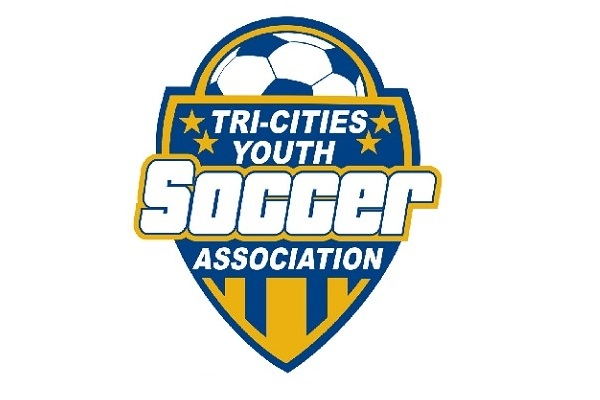 TRI-CITIES
YOUTH
Soccer
ASSOCIATION